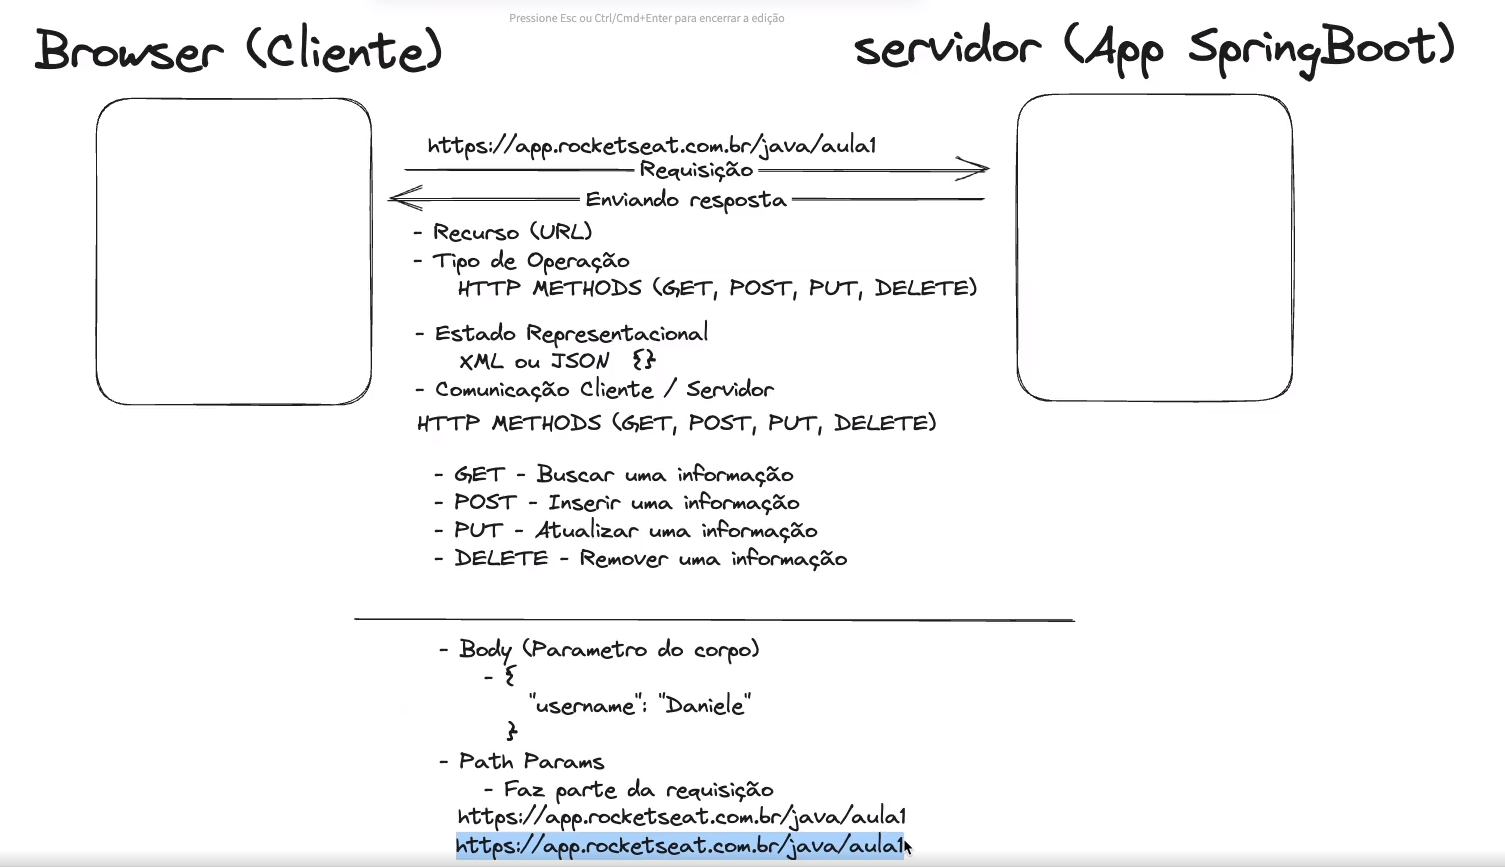 Pressione Esc ou Ctrl/Cmd+Enter para encerrar a edição
Browser (Cliente)
servidor (App SpringBoot)
https://app.rocketseat.com.br/java/aula1
Requisição
Enviando resposta
- Recurso (URL)
- Tipo de Operação
HTTP METHODS (GET, POST, PUT, DELETE)
- Estado Representacional
XML ou JSON {}
- Comunicação Cliente / Servidor
HTTP METHODS (GET, POST, PUT, DELETE)
- GET - Buscar uma informação
- POST - Inserir uma informação
- PUT - Atualizar uma informação
- DELETE - Remover uma informação
- Body (Parametro do corpo)
- {
"username": "Daniele"
}
- Path Params
- Faz parte da requisição
https://app.rocketseat.com.br/java/aula1
https://app.rocketseat.com.br/java/aula1